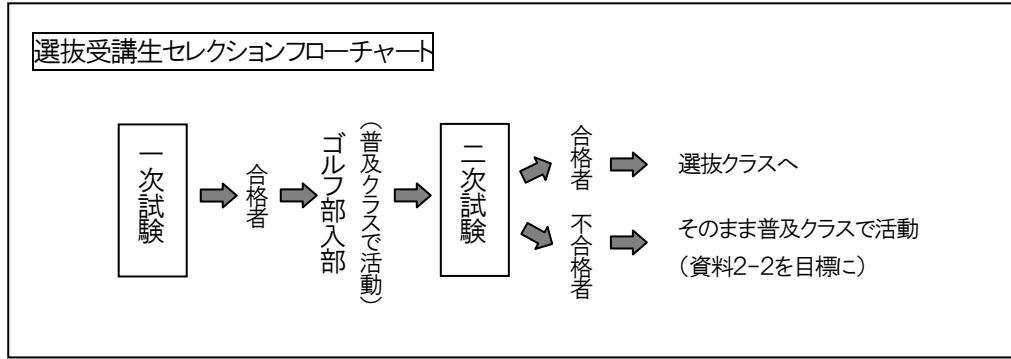 選抜受講生セレクションフローチャート
一次試験
合格者
ゴルフ部入部
（普及クラスで活動）
二次試験
合格者
選抜クラスへ
不合格者
そのまま普及クラスで活動
（資料2-2を目標に）